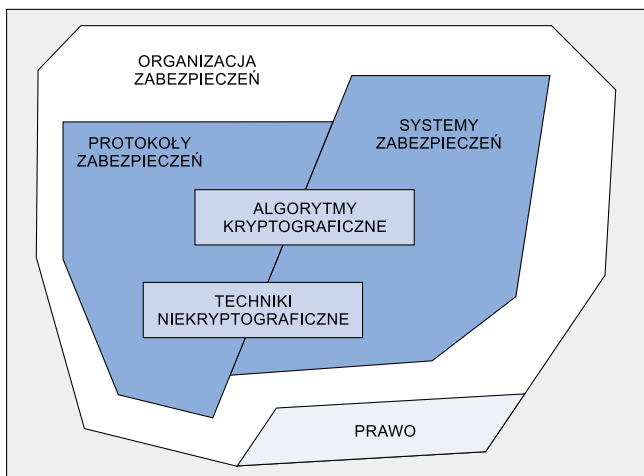 ORGANIZACJA
ZABEZPIECZEŃ
PROTOKOŁY
ZABEZPIECZEŃ
SYSTEMY
ZABEZPIECZEŃ
ALGORYTMY
KRYPTOGRAFICZNE
TECHNIKI
NIEKRYPTOGRAFICZNE
PRAWO